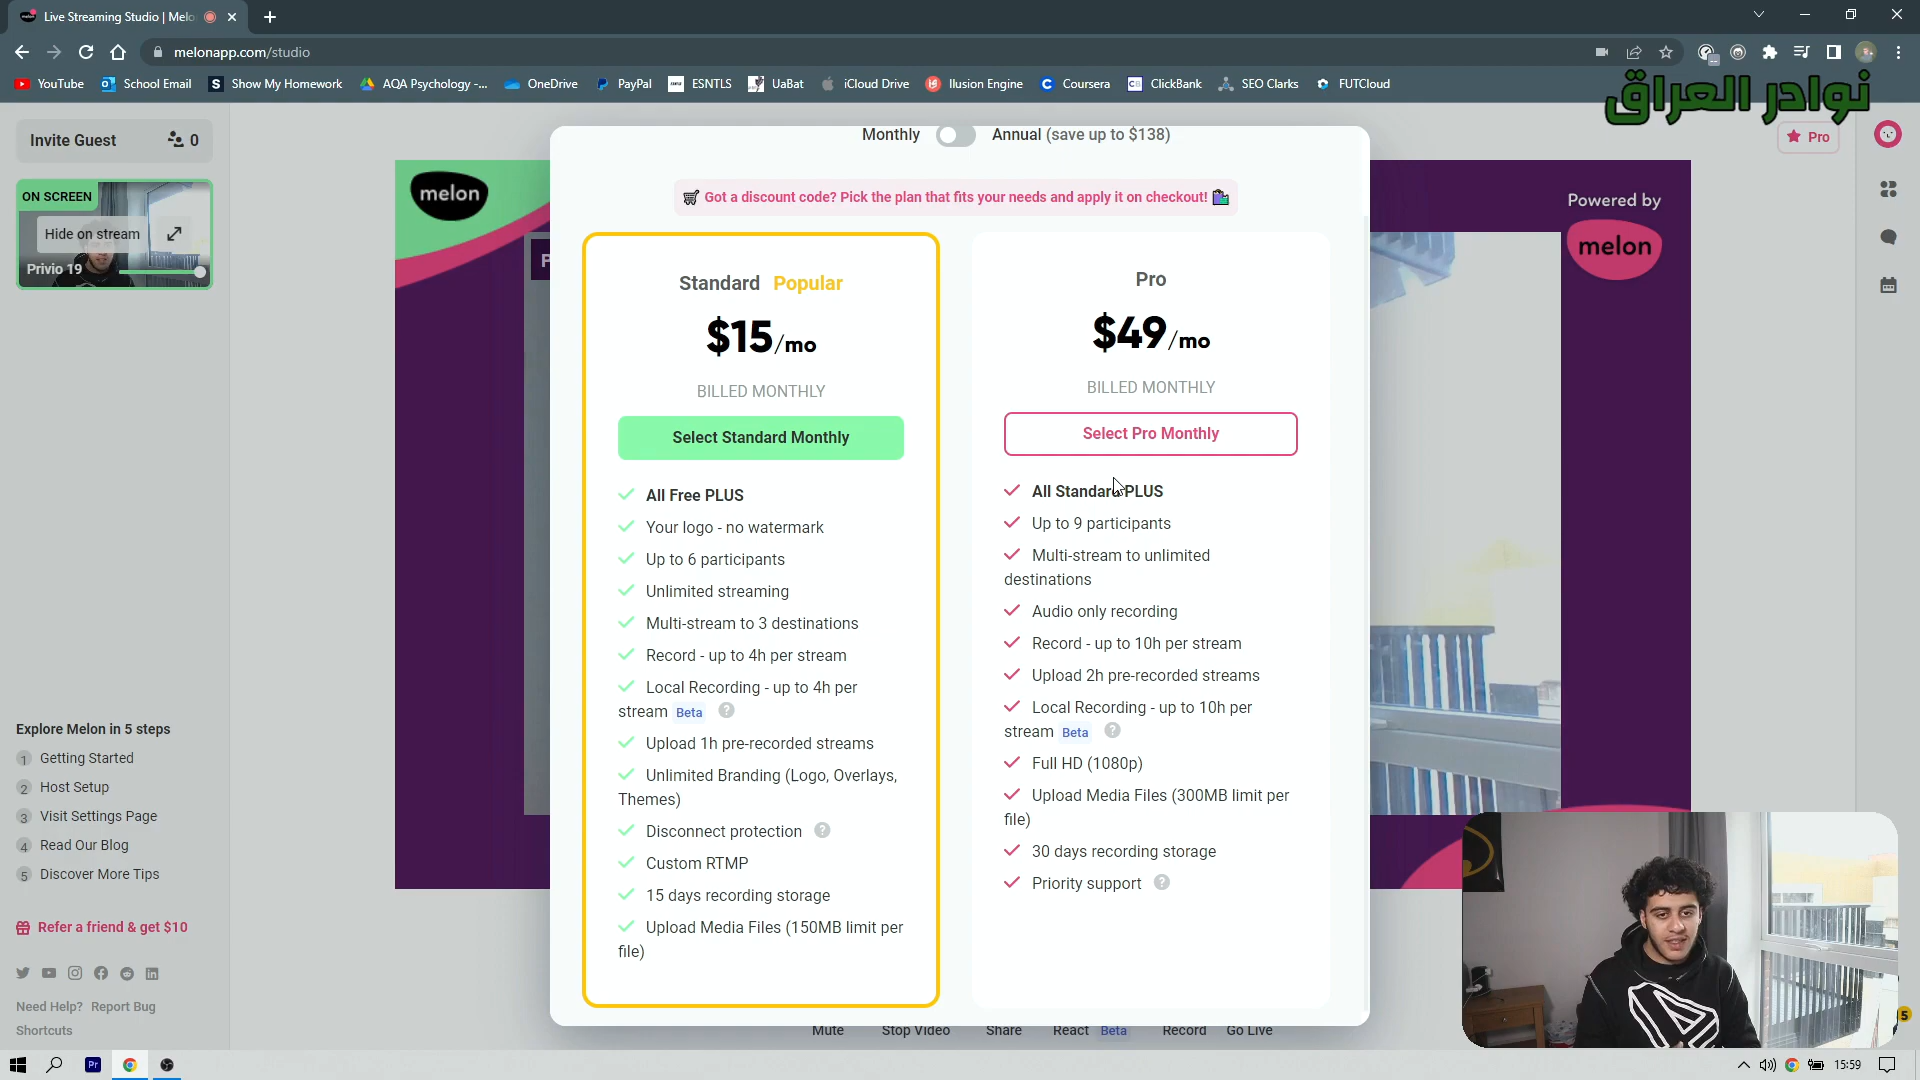 Live Streaming Studio | Melo
melonapp.com/studio
YouTube
School Email
Show My Homework
AQA Psychology -...
OneDrive
PayPal
ESNTLS
UaBat
iCloud Drive
Ilusion Engine
Coursera
ClickBank
SEO Clarks
FUTCloud
نوادر العراق
Invite Guest
0
ON SCREEN
Hide on stream
Privio 19
Explore Melon in 5 steps
1 Getting Started
2 Host Setup
3 Visit Settings Page
4 Read Our Blog
5 Discover More Tips
Refer a friend & get $10
Need Help? Report Bug
Shortcuts
melon
Monthly
Annual (save up to $138)
Got a discount code? Pick the plan that fits your needs and apply it on checkout!
Standard Popular
$15/mo
BILLED MONTHLY
Select Standard Monthly
All Free PLUS
Your logo - no watermark
Up to 6 participants
Unlimited streaming
Multi-stream to 3 destinations
Record - up to 4h per stream
Local Recording - up to 4h per
stream Beta ?
Upload 1h pre-recorded streams
Unlimited Branding (Logo, Overlays,
Themes)
Disconnect protection ?
Custom RTMP
15 days recording storage
Upload Media Files (150MB limit per
file)
Pro
$49/mo
BILLED MONTHLY
Select Pro Monthly
All Standard PLUS
Up to 9 participants
Multi-stream to unlimited
destinations
Audio only recording
Record - up to 10h per stream
Upload 2h pre-recorded streams
Local Recording - up to 10h per
stream Beta ?
Full HD (1080p)
Upload Media Files (300MB limit per
file)
30 days recording storage
Priority support ?
Pro
Powered by
melon
Mute
Stop Video
Share
React Beta
Record
Go Live
5
Pr
15:59